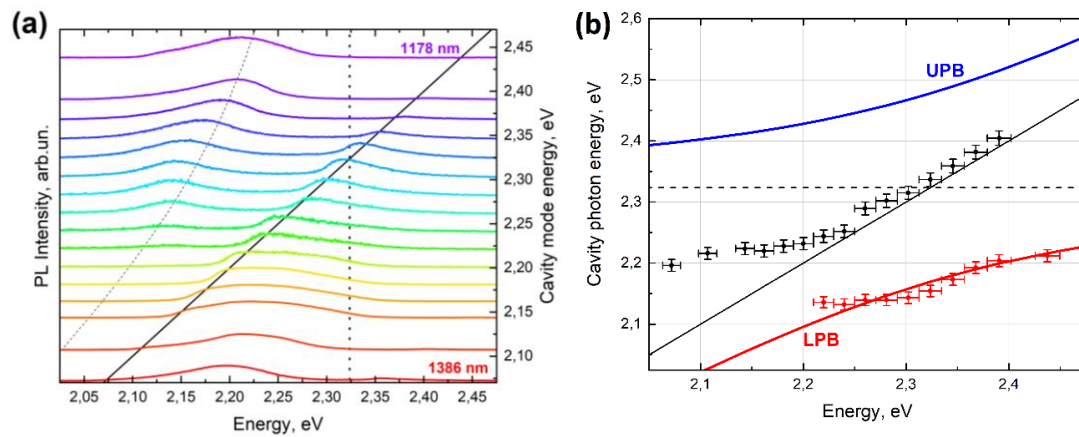 (a)
1178 nm
1386 nm
PL Intensity, arb.un.
2,45
2,40
2,35
2,30
2,25
2,20
2,15
2,10
Cavity mode energy, eV
2,05 2,10 2,15 2,20 2,25 2,30 2,35 2,40 2,45
Energy, eV
(b)
2,6
2,5
2,4
2,3
2,2
2,1
Cavity photon energy, eV
UPB
LPB
2,1 2,2 2,3 2,4
Energy, eV